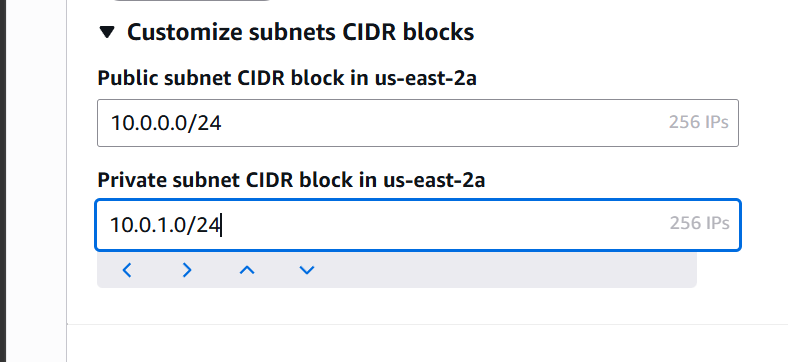 Customize subnets CIDR blocks
Public subnet CIDR block in us-east-2a
10.0.0.0/24 256 IPs
Private subnet CIDR block in us-east-2a
10.0.1.0/24 256 IPs